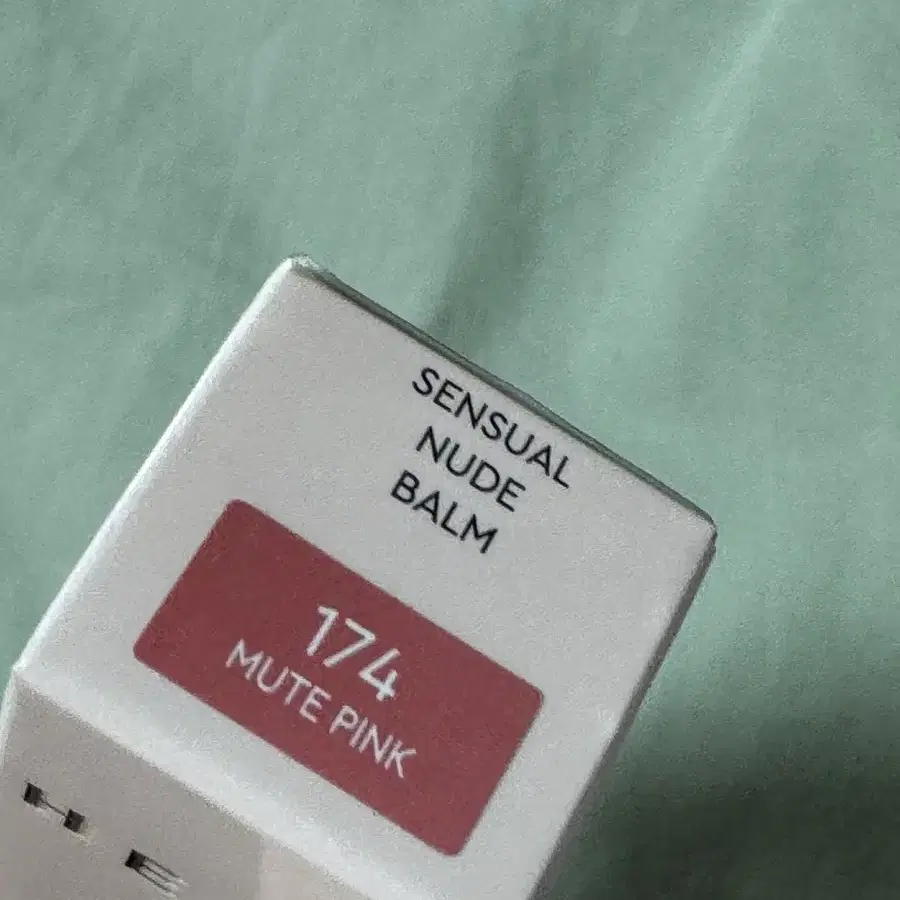 SENSUAL
NUDE
BALM
174
MUTE PINK
H E